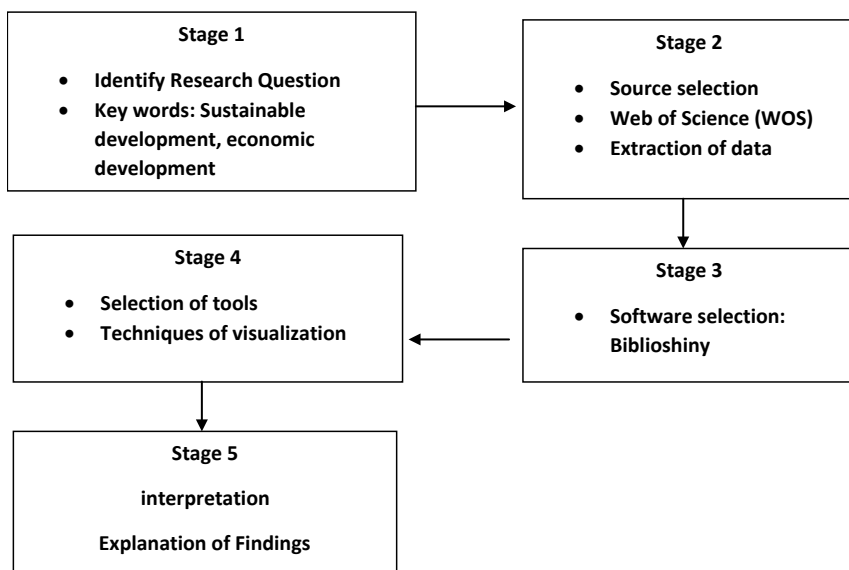 Stage 1
• Identify Research Question
• Key words: Sustainable
development, economic
development
Stage 2
• Source selection
• Web of Science (WOS)
• Extraction of data
Stage 3
• Software selection:
Biblioshiny
Stage 4
• Selection of tools
• Techniques of visualization
Stage 5
interpretation
Explanation of Findings